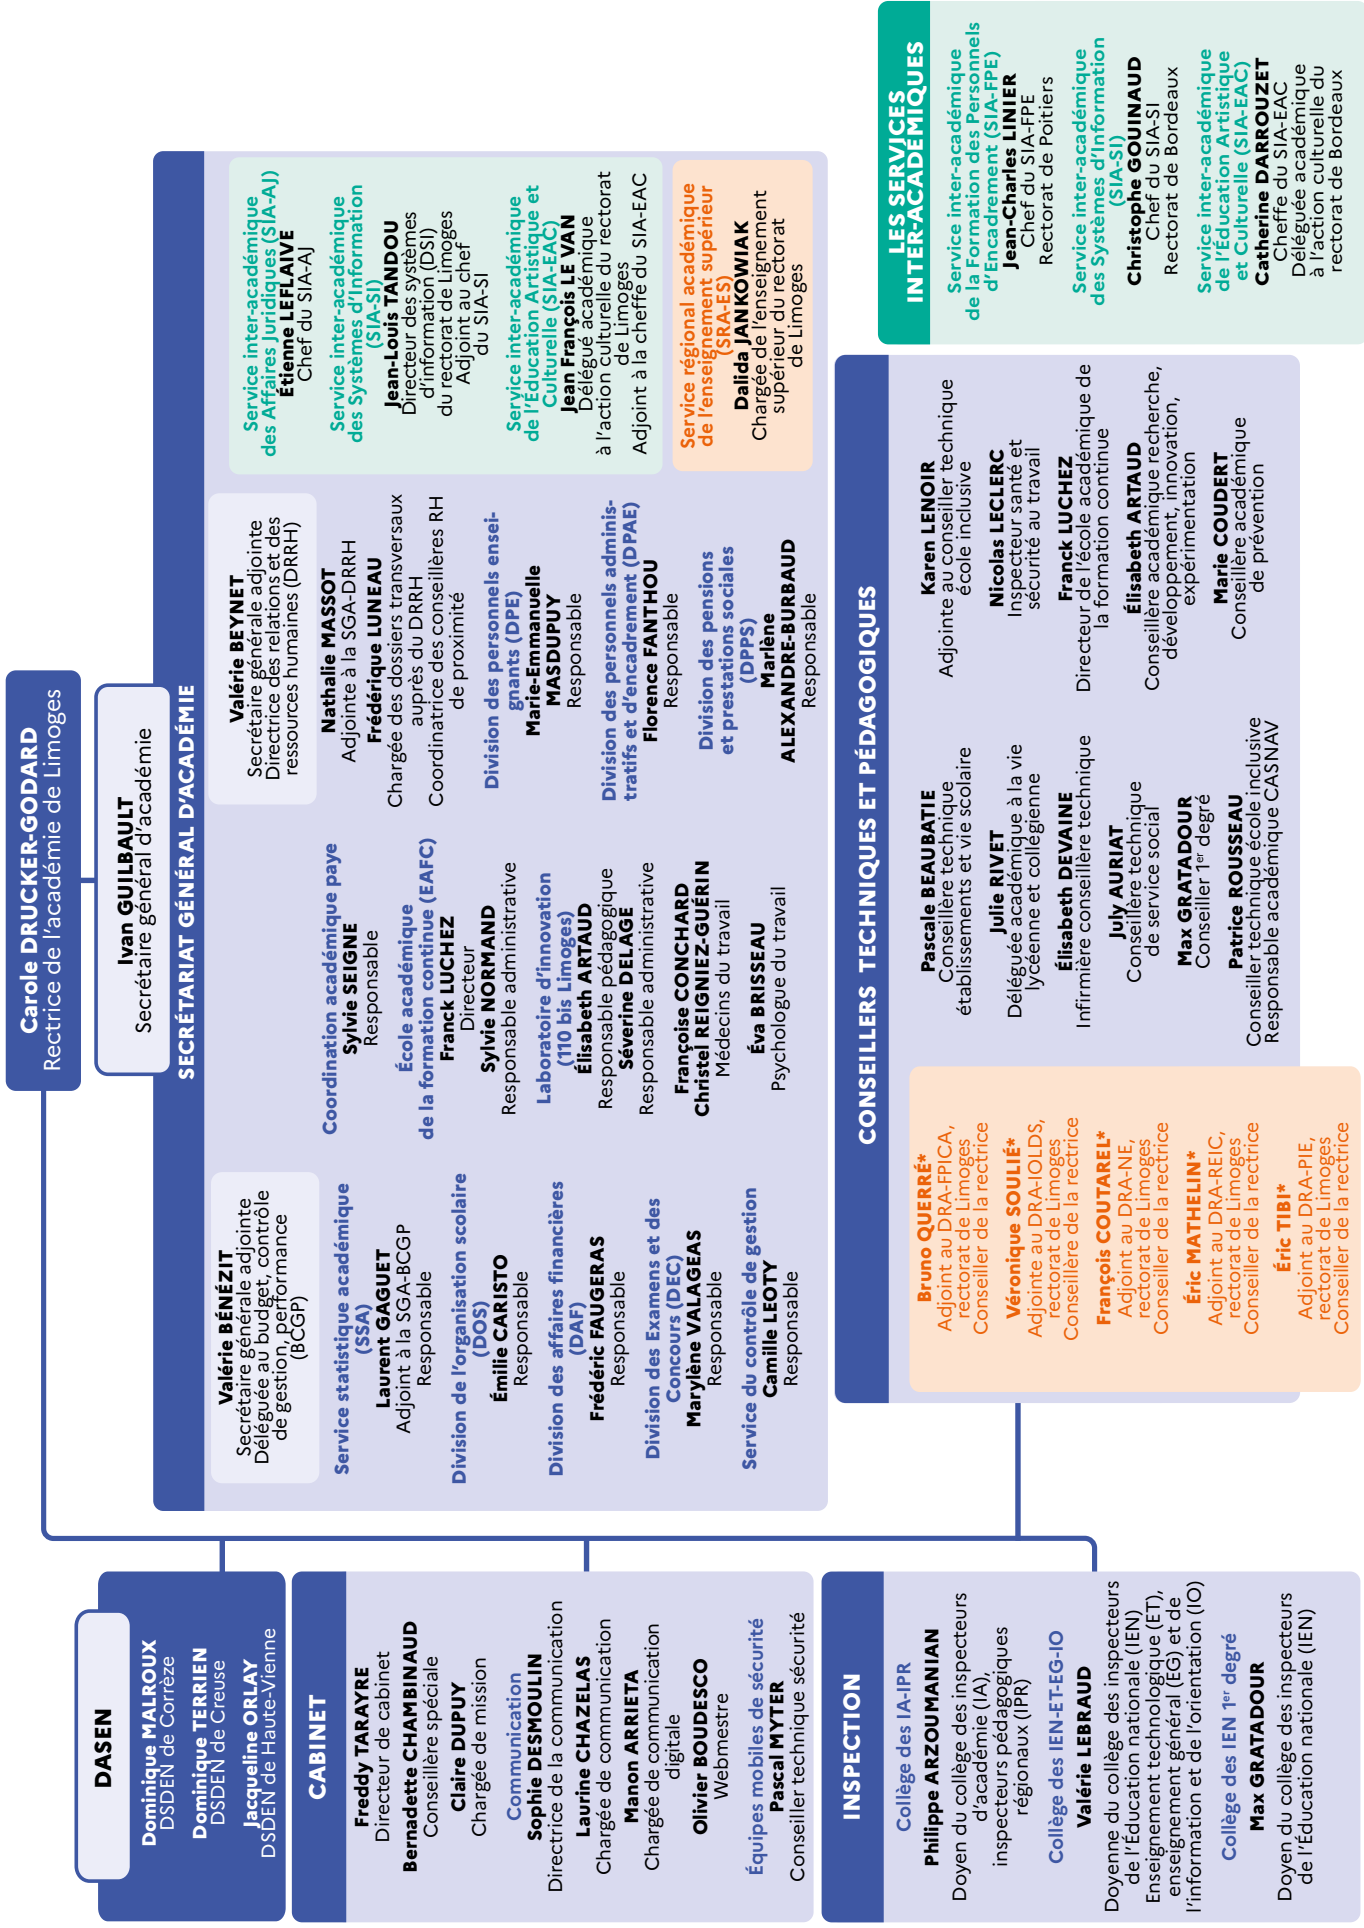 Carole DRUCKER-GODARD
Rectrice de l'académie de Limoges
Ivan GUILBAULT
Secrétaire général d'académie
DASEN
Dominique MALROUX
DSDEN de Corrèze
Dominique TERRIEN
DSDEN de Creuse
Jacqueline ORLAY
DSDEN de Haute-Vienne
CABINET
Freddy TARAYRE
Directeur de cabinet
Bernadette CHAMBINAUD
Conseillère spéciale
Claire DUPUY
Chargée de mission
Communication
Sophie DESMOULIN
Directrice de la communication
Laurine CHAZELAS
Chargée de communication
Manon ARRIETA
Chargée de communication
digitale
Olivier BOUDESCO
Webmestre
Équipes mobiles de sécurité
Pascal MYTER
Conseiller technique sécurité
INSPECTION
Collège des IA-IPR
Philippe ARZOUMANIAN
Doyen du collège des inspecteurs
d'académie (IA),
inspecteurs pédagogiques
régionaux (IPR)
Collège des IEN-ET-EG-IO
Valérie LEBRAUD
Doyenne du collège des inspecteurs
de l'Éducation nationale (IEN)
Enseignement technologique (ET),
enseignement général (EG) et de
l'information et de l'orientation (IO)
Collège des IEN 1er degré
Max GRATADOUR
Doyen du collège des inspecteurs
de l'Éducation nationale (IEN)
SECRÉTARIAT GÉNÉRAL D'ACADÉMIE
Valérie BÉNÉZIT
Secrétaire générale adjointe
Déléguée au budget, contrôle
de gestion, performance
(BCGP)
Service statistique académique
(SSA)
Laurent GAGUET
Adjoint à la SGA-BCGP
Responsable
Division de l'organisation scolaire
(DOS)
Émilie CARISTO
Responsable
Division des affaires financières
(DAF)
Frédéric FAUGERAS
Responsable
Division des Examens et des
Concours (DEC)
Marylène VALAGEAS
Responsable
Service du contrôle de gestion
Camille LEOTY
Responsable
Coordination académique paye
Sylvie SEIGNE
Responsable
École académique
de la formation continue (EAFC)
Franck LUCHEZ
Directeur
Sylvie NORMAND
Responsable administrative
Laboratoire d'innovation
(110 bis Limoges)
Élisabeth ARTAUD
Responsable pédagogique
Séverine DELAGE
Responsable administrative
Françoise CONCHARD
Christel REIGNIEZ-GUÉRIN
Médecins du travail
Éva BRISSEAU
Psychologue du travail
Valérie BEYNET
Secrétaire générale adjointe
Directrice des relations et des
ressources humaines (DRRH)
Nathalie MASSOT
Adjointe à la SGA-DRRH
Frédérique LUNEAU
Chargée des dossiers transversaux
auprès du DRRH
Coordinatrice des conseillères RH
de proximité
Division des personnels ensei-
gnants (DPE)
Marie-Emmanuelle
MASDUPUY
Responsable
Division des personnels adminis-
tratifs et d'encadrement (DPAE)
Florence FANTHOU
Responsable
Division des pensions
et prestations sociales
(DPPS)
Marlène
ALEXANDRE-BURBAUD
Responsable
Service inter-académique
des Affaires Juridiques (SIA-AJ)
Étienne LEFLAIVE
Chef du SIA-AJ
Service inter-académique
des Systèmes d'Information
(SIA-SI)
Jean-Louis TANDOU
Directeur des systèmes
d'information (DSI)
du rectorat de Limoges
Adjoint au chef
du SIA-SI
Service inter-académique
de l'Éducation Artistique et
Culturelle (SIA-EAC)
Jean François LE VAN
Délégué académique
à l'action culturelle du rectorat
de Limoges
Adjoint à la cheffe du SIA-EAC
Service régional académique
de l'enseignement supérieur
(SRA-ES)
Dalida JANKOWIAK
Chargée de l'enseignement
supérieur du rectorat
de Limoges
CONSEILLERS TECHNIQUES ET PÉDAGOGIQUES
Bruno QUERRÉ*
Adjoint au DRA-FPICA,
rectorat de Limoges
Conseiller de la rectrice
Véronique SOULIÉ*
Adjointe au DRA-IOLDS,
rectorat de Limoges
Conseillère de la rectrice
François COUTAREL*
Adjoint au DRA-NE,
rectorat de Limoges
Conseiller de la rectrice
Éric MATHELIN*
Adjoint au DRA-REIC,
rectorat de Limoges
Conseiller de la rectrice
Éric TIBI*
Adjoint au DRA-PIE,
rectorat de Limoges
Conseiller de la rectrice
Pascale BEAUBATIE
Conseillère technique
établissements et vie scolaire
Julie RIVET
Déléguée académique à la vie
lycéenne et collégienne
Élisabeth DEVAINE
Infirmière conseillère technique
July AURIAT
Conseillère technique
de service social
Max GRATADOUR
Conseiller 1er degré
Patrice ROUSSEAU
Conseiller technique école inclusive
Responsable académique CASNAV
Karen LENOIR
Adjointe au conseiller technique
école inclusive
Nicolas LECLERC
Inspecteur santé et
sécurité au travail
Franck LUCHEZ
Directeur de l'école académique de
la formation continue
Élisabeth ARTAUD
Conseillère académique recherche,
développement, innovation,
expérimentation
Marie COUDERT
Conseillère académique
de prévention
LES SERVICES
INTER-ACADÉMIQUES
Service inter-académique
de la Formation des Personnels
d'Encadrement (SIA-FPE)
Jean-Charles LINIER
Chef du SIA-FPE
Rectorat de Poitiers
Service inter-académique
des Systèmes d'Information
(SIA-SI)
Christophe GOUINAUD
Chef du SIA-SI
Rectorat de Bordeaux
Service inter-académique
de l'Éducation Artistique
et Culturelle (SIA-EAC)
Catherine DARROUZET
Cheffe du SIA-EAC
Déléguée académique
à l'action culturelle du
rectorat de Bordeaux